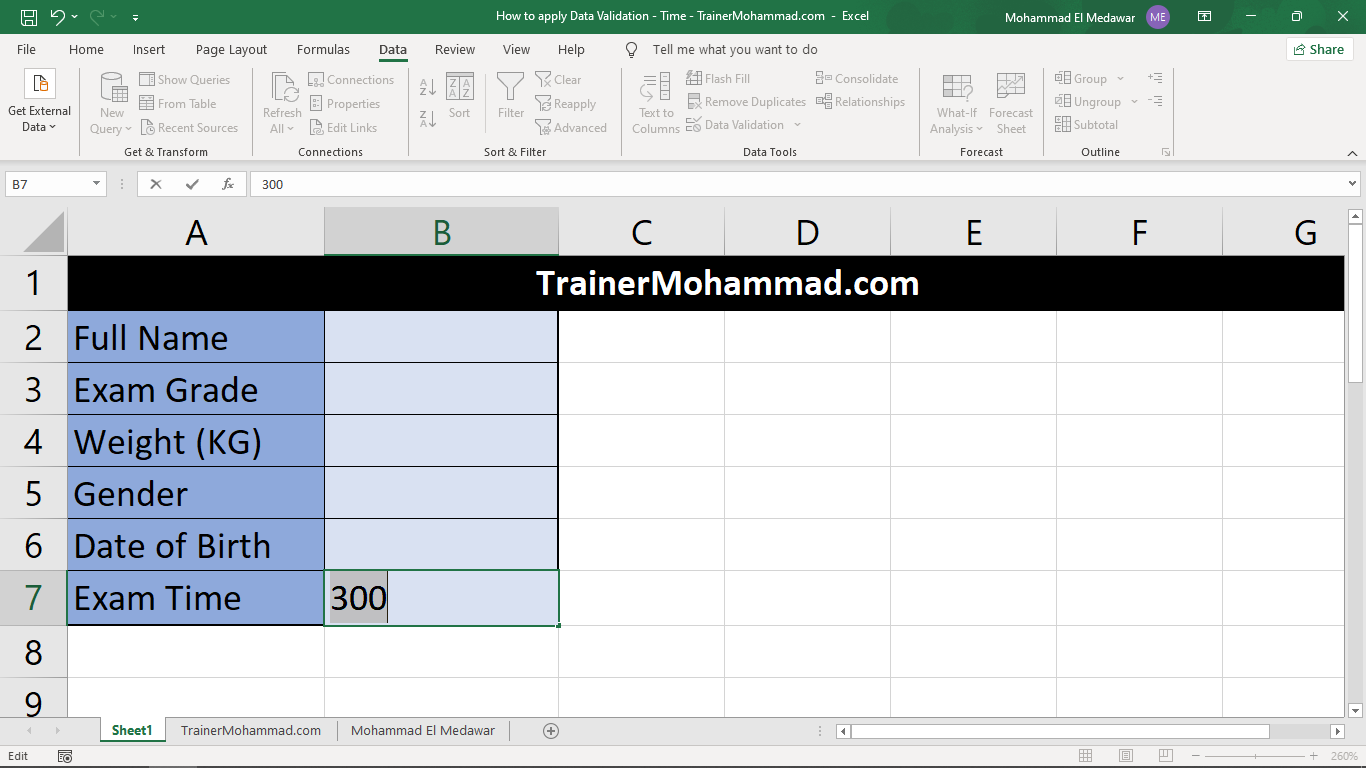 How to apply Data Validation - Time - TrainerMohammad.com - Excel
Mohammad El Medawar ME
File Home Insert Page Layout Formulas Data Review View Help Tell me what you want to do Share
Get External Data
New Query
Show Queries
From Table
Recent Sources
Get & Transform
Refresh All
Connections
Properties
Edit Links
Connections
A Z
Z A
Sort
Filter
Clear
Reapply
Advanced
Sort & Filter
Text to Columns
Flash Fill
Remove Duplicates
Data Validation
Consolidate
Relationships
Data Tools
What-If Analysis
Forecast Sheet
Forecast
Group
Ungroup
Subtotal
Outline
B7 fx 300
A B C D E F G
1 TrainerMohammad.com
2 Full Name
3 Exam Grade
4 Weight (KG)
5 Gender
6 Date of Birth
7 Exam Time 300
8
9
Sheet1 TrainerMohammad.com Mohammad El Medawar
Edit 260%